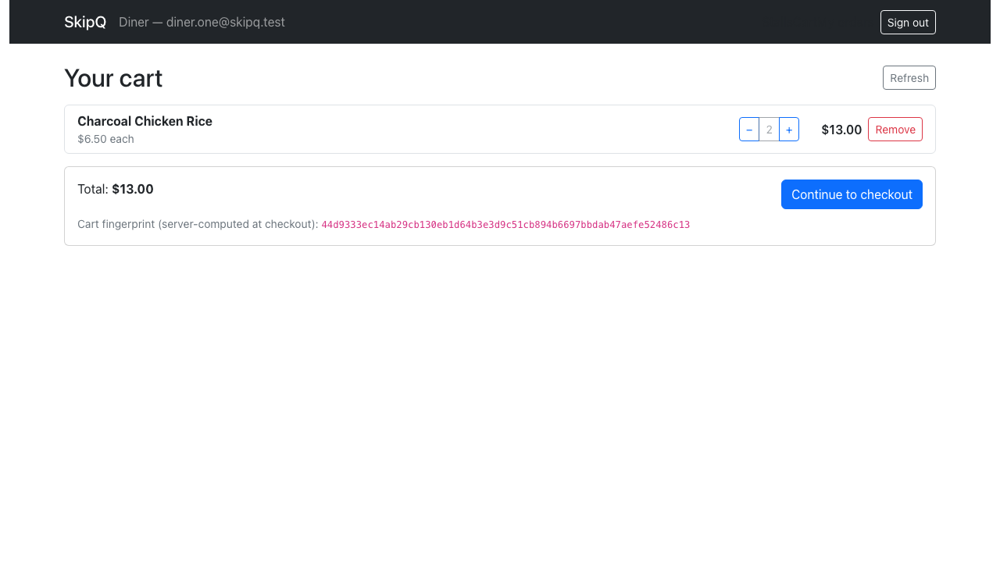 SkipQ Diner — diner.one@skipq.test Sign out
Your cart Refresh
Charcoal Chicken Rice
$6.50 each
− 2 + $13.00 Remove
Total: $13.00 Continue to checkout
Cart fingerprint (server-computed at checkout): 44d9333ec14ab29cb130eb1d64b3e3d9c51cb894b6697bbdab47aefe52486c13